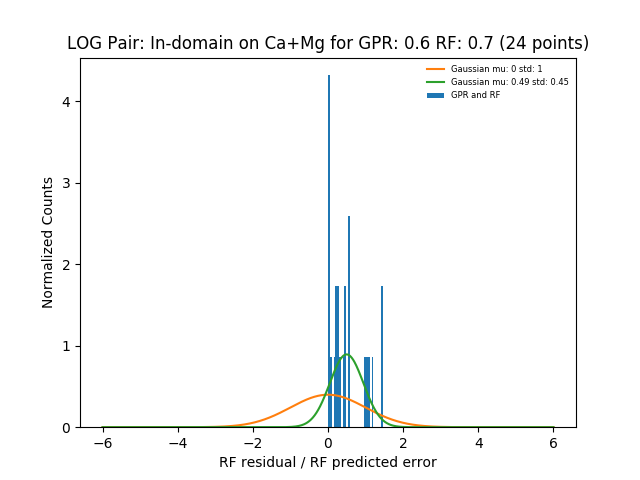 LOG Pair: In-domain on Ca+Mg for GPR: 0.6 RF: 0.7 (24 points)
Gaussian mu: 0 std: 1
Gaussian mu: 0.49 std: 0.45
GPR and RF
Normalized Counts
4
3
2
1
0
−6 −4 −2 0 2 4 6
RF residual / RF predicted error